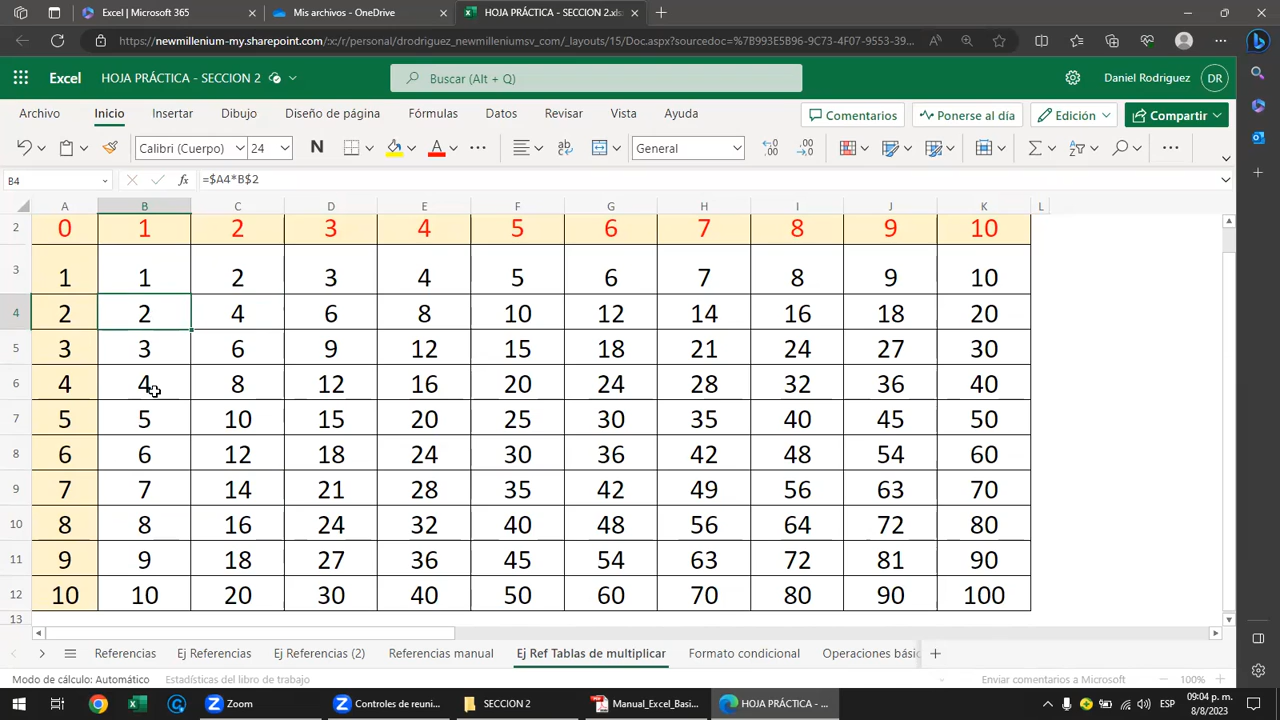 Excel | Microsoft 365
Mis archivos - OneDrive
HOJA PRÁCTICA - SECCION 2.xls
https://newmillenium-my.sharepoint.com/:x:/r/personal/drodriguez_newmilleniumsv_com/_layouts/15/Doc.aspx?sourcedoc=%7B993E5B96-9C73-4F07-9553-39...
Excel HOJA PRÁCTICA - SECCION 2
Buscar (Alt + Q)
Daniel Rodriguez DR
Archivo Inicio Insertar Dibujo Diseño de página Fórmulas Datos Revisar Vista Ayuda
Comentarios Ponerse al día Edición Compartir
Calibri (Cuerpo) 24 N A General
B4 fx =$A4*B$2
A B C D E F G H I J K L
2 0 1 2 3 4 5 6 7 8 9 10
3 1 1 2 3 4 5 6 7 8 9 10
4 2 2 4 6 8 10 12 14 16 18 20
5 3 3 6 9 12 15 18 21 24 27 30
6 4 4 8 12 16 20 24 28 32 36 40
7 5 5 10 15 20 25 30 35 40 45 50
8 6 6 12 18 24 30 36 42 48 54 60
9 7 7 14 21 28 35 42 49 56 63 70
10 8 8 16 24 32 40 48 56 64 72 80
11 9 9 18 27 36 45 54 63 72 81 90
12 10 10 20 30 40 50 60 70 80 90 100
13
Referencias Ej Referencias Ej Referencias (2) Referencias manual Ej Ref Tablas de multiplicar Formato condicional Operaciones básic
Modo de cálculo: Automático Estadísticas del libro de trabajo Enviar comentarios a Microsoft 100%
Zoom Controles de reuni... SECCION 2 Manual_Excel_Basi... HOJA PRÁCTICA - ... ESP 09:04 p. m.
8/8/2023